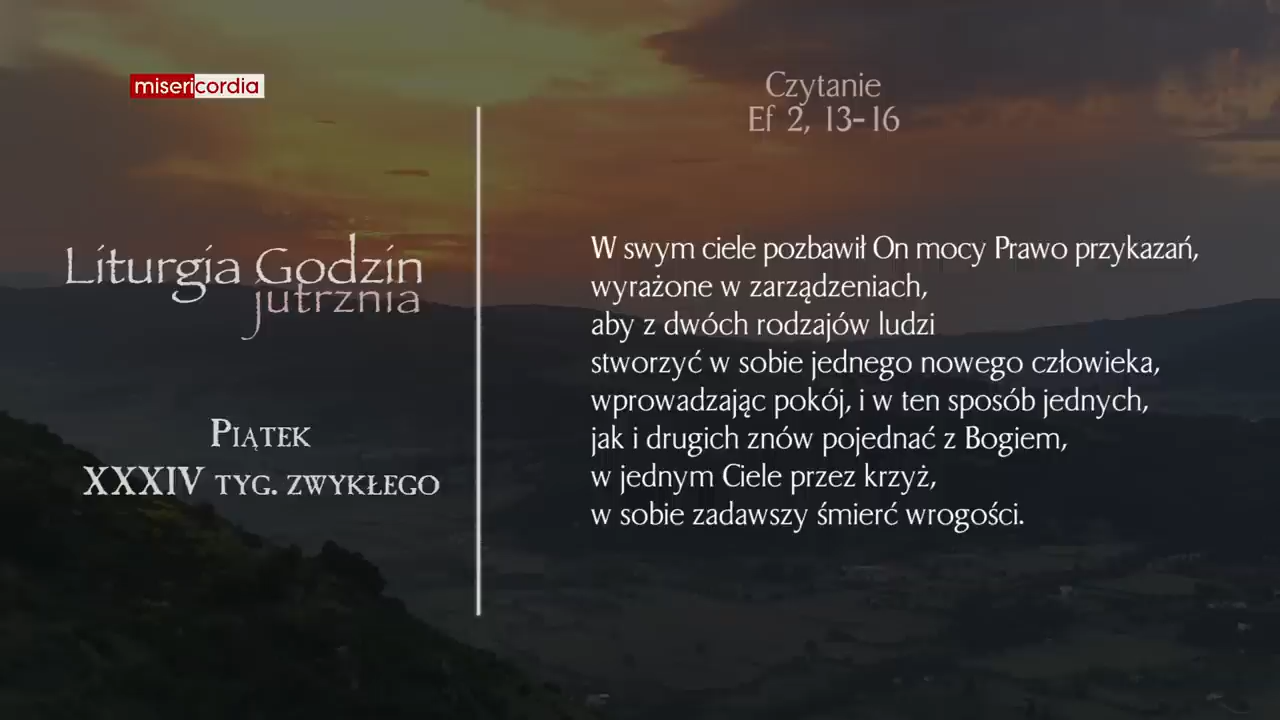 misericordia
Liturgia Godzin
jutrznia
Piątek
XXXIV tyg. zwykłego
Czytanie
Ef 2, 13-16
W swym ciele pozbawił On mocy Prawo przykazań,
wyrażone w zarządzeniach,
aby z dwóch rodzajów ludzi
stworzyć w sobie jednego nowego człowieka,
wprowadzając pokój, i w ten sposób jednych,
jak i drugich znów pojednać z Bogiem,
w jednym Ciele przez krzyż,
w sobie zadawszy śmierć wrogości.